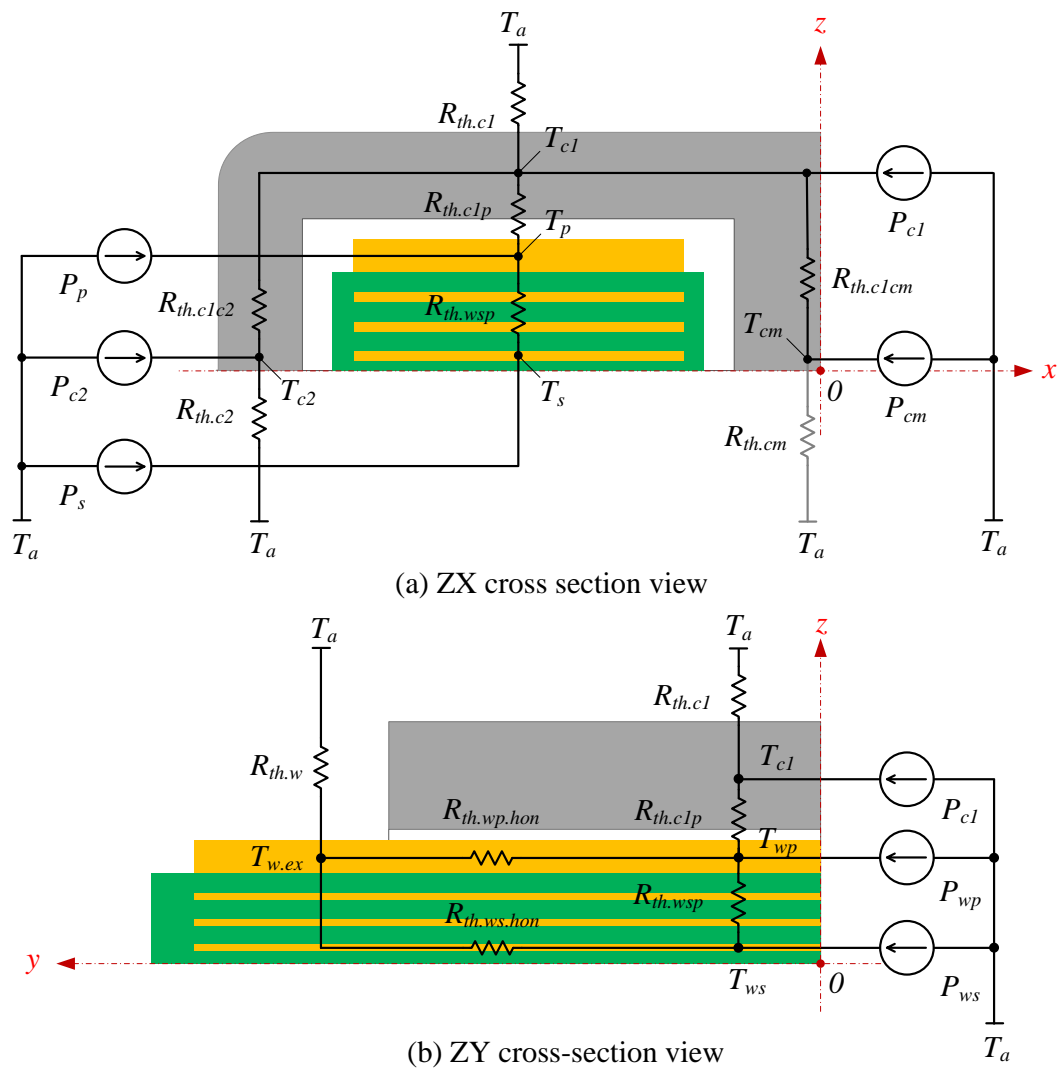 T_a
z
R_th.c1
T_c1
P_c1
R_th.c1p
T_p
P_p
R_th.c1c2
R_th.wsp
R_th.c1cm
T_cm
P_c2
T_c2
T_s
0
x
P_cm
R_th.c2
R_th.cm
P_s
T_a
T_a
T_a
T_a
(a) ZX cross section view
T_a
T_a
z
R_th.c1
R_th.w
T_c1
P_c1
R_th.wp.hon
R_th.c1p
T_w.ex
T_wp
P_wp
R_th.wsp
R_th.ws.hon
y
T_ws
0
P_ws
T_a
(b) ZY cross-section view